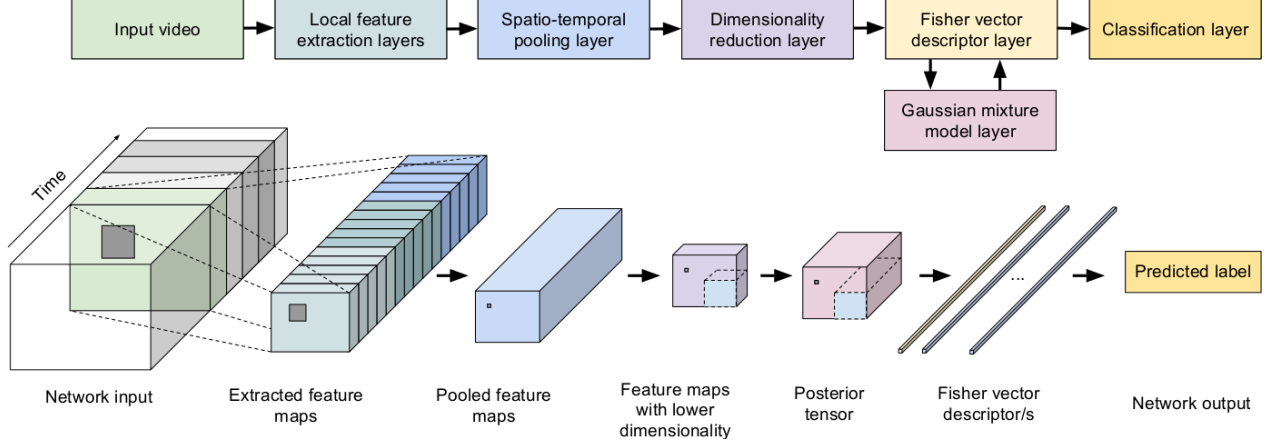 Input video
Local feature
extraction layers
Spatio-temporal
pooling layer
Dimensionality
reduction layer
Fisher vector
descriptor layer
Classification layer
Gaussian mixture
model layer
Time
...
Predicted label
Network input
Extracted feature
maps
Pooled feature
maps
Feature maps
with lower
dimensionality
Posterior
tensor
Fisher vector
descriptor/s
Network output